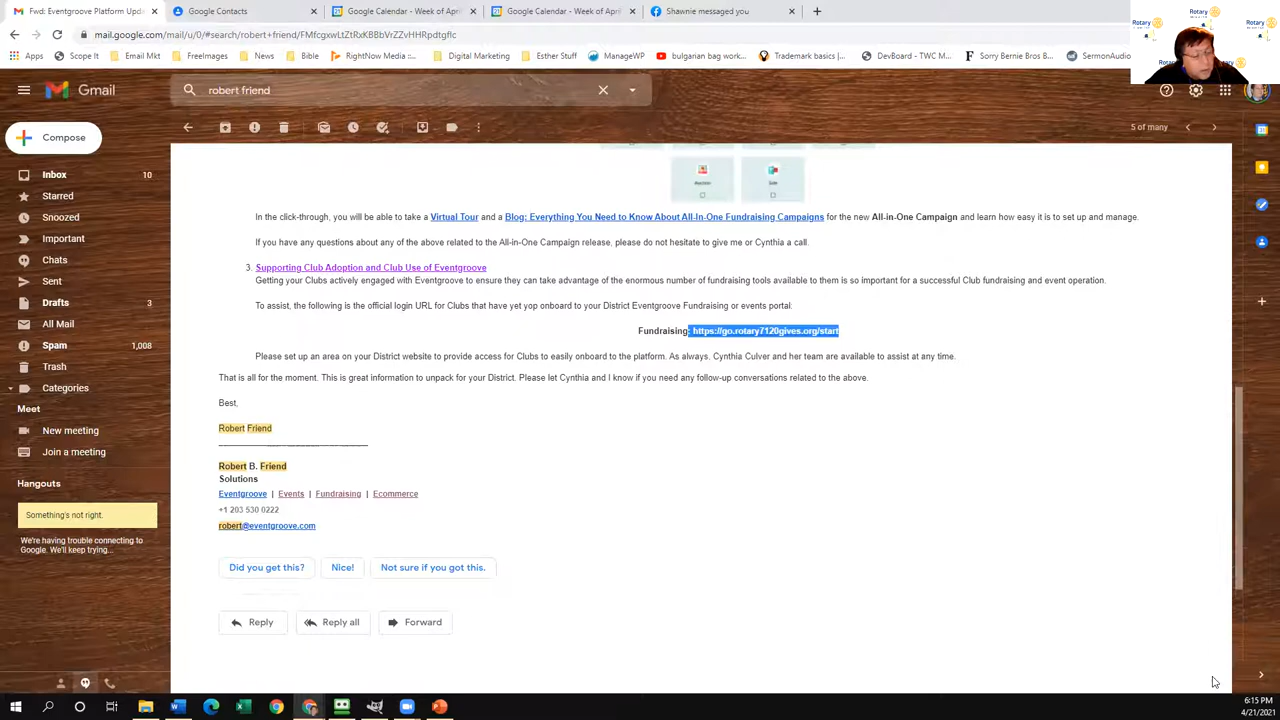 Fwd: Eventgroove Platform Upda
Google Contacts
Google Calendar - Week of April
Google Calendar - Week of April
Shawnie messaged you
mail.google.com/mail/u/0/#search/robert+friend/FMfcgxwLtZtRxKBBbVrZZvHHRpdtgflc
Apps
Scope It
Email Mkt
FreeImages
News
Biz
RightNow Media ::..
Digital Marketing
Esther Stuff
ManageWP
bulgarian bag work...
Trademark basics |...
DevBoard - TWC M...
Sorry Bernie Bros B...
SermonAudio
Rotary
Rotary
Rotary
Gmail
robert friend
Compose
5 of many
Inbox 10
Starred
Snoozed
Important
Chats
Sent
Drafts 3
All Mail
Spam 1,008
Trash
Categories
Meet
New meeting
Join a meeting
Hangouts
Something's not right.
We're having trouble connecting to
Google. We'll keep trying...
In the click-through, you will be able to take a Virtual Tour and a Blog: Everything You Need to Know About All-In-One Fundraising Campaigns for the new All-in-One Campaign and learn how easy it is to set up and manage.
If you have any questions about any of the above related to the All-in-One Campaign release, please do not hesitate to give me or Cynthia a call.
3. Supporting Club Adoption and Club Use of Eventgroove
Getting your Clubs actively engaged with Eventgroove to ensure they can take advantage of the enormous number of fundraising tools available to them is so important for a successful Club fundraising and event operation.
To assist, the following is the official login URL for Clubs that have yet yop onboard to your District Eventgroove Fundraising or events portal:
Fundraising: https://go.rotary7120gives.org/start
Please set up an area on your District website to provide access for Clubs to easily onboard to the platform. As always, Cynthia Culver and her team are available to assist at any time.
That is all for the moment. This is great information to unpack for your District. Please let Cynthia and I know if you need any follow-up conversations related to the above.
Best,
Robert Friend
Robert B. Friend
Solutions
Eventgroove | Events | Fundraising | Ecommerce
+1 203 530 0222
robert@eventgroove.com
Did you get this?
Nice!
Not sure if you got this.
Reply
Reply all
Forward
6:15 PM
4/21/2021